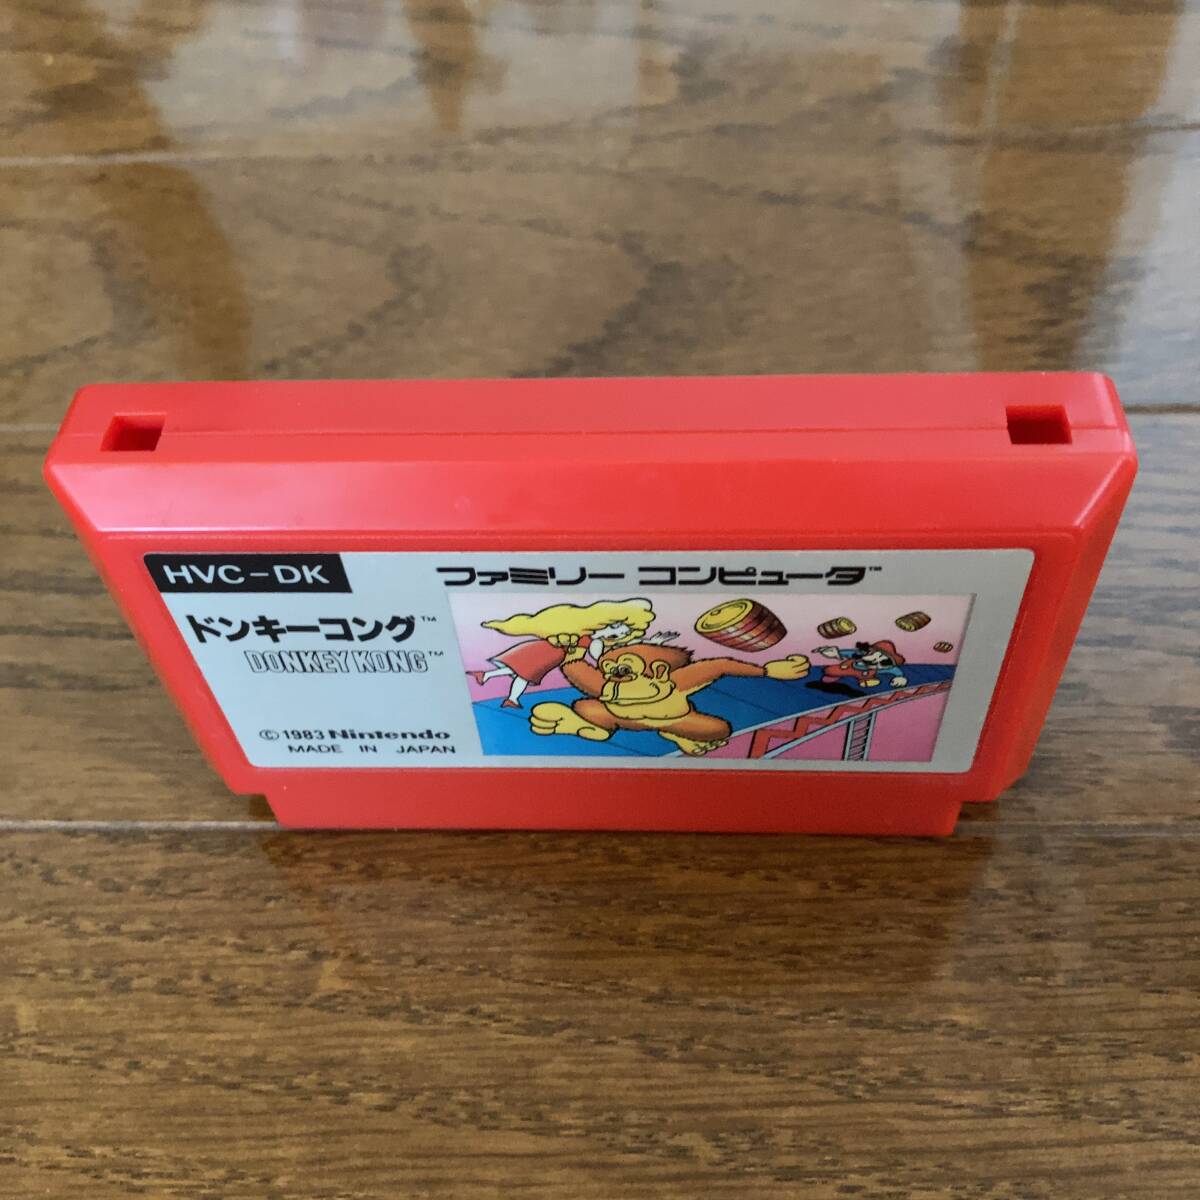 HVC-DK
ファミリー コンピュータ™
ドンキーコング™
DONKEY KONG™
©1983 Nintendo
MADE IN JAPAN